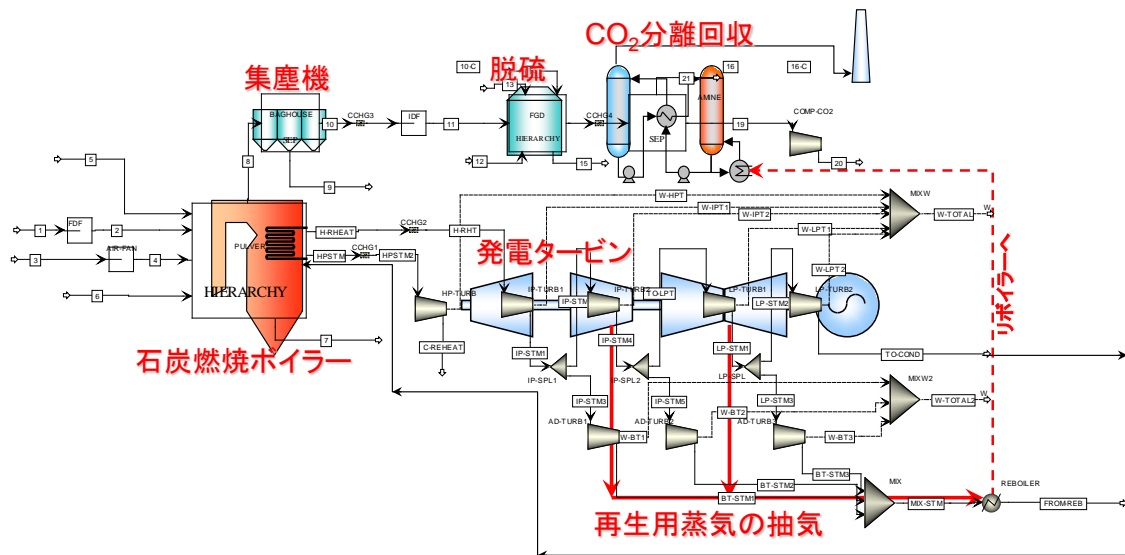 CO₂分離回収
集塵機
脱硫
10-C
13
21
16
16-C
BAGHOUSE
SEP
10
CCHG3
IDF
11
FGD
HIERARCHY
CCHG4
SEP
AMINE
19
COMP-CO2
5
8
9
12
15
20
1
FDF
2
3
AIR-FAN
4
6
PULVER
HIERARCHY
7
石炭燃焼ボイラー
H-RHEAT
CCHG2
H-RHT
HPSTM
CCHG1
HPSTM2
発電タービン
W-HPT
W-IPT1
W-IPT2
W-LPT1
W-LPT2
MIXW
W-TOTAL
W
リボイラーへ
HP-TURB
IP-TURB1
IP-STM
IP-TURB2
TO-LPT
LP-TURB1
LP-STM2
LP-TURB2
C-REHEAT
IP-STM1
IP-STM4
LP-STM1
TO-COND
IP-SPL1
IP-SPL2
LP-SPL
IP-STM3
IP-STM5
LP-STM3
MIXW2
W-TOTAL2
W
AD-TURB1
W-BT1
AD-TURB2
W-BT2
W-BT3
BT-STM3
BT-STM2
BT-STM1
MIX
MIX-STM
REBOILER
FROM-REB
再生用蒸気の抽気